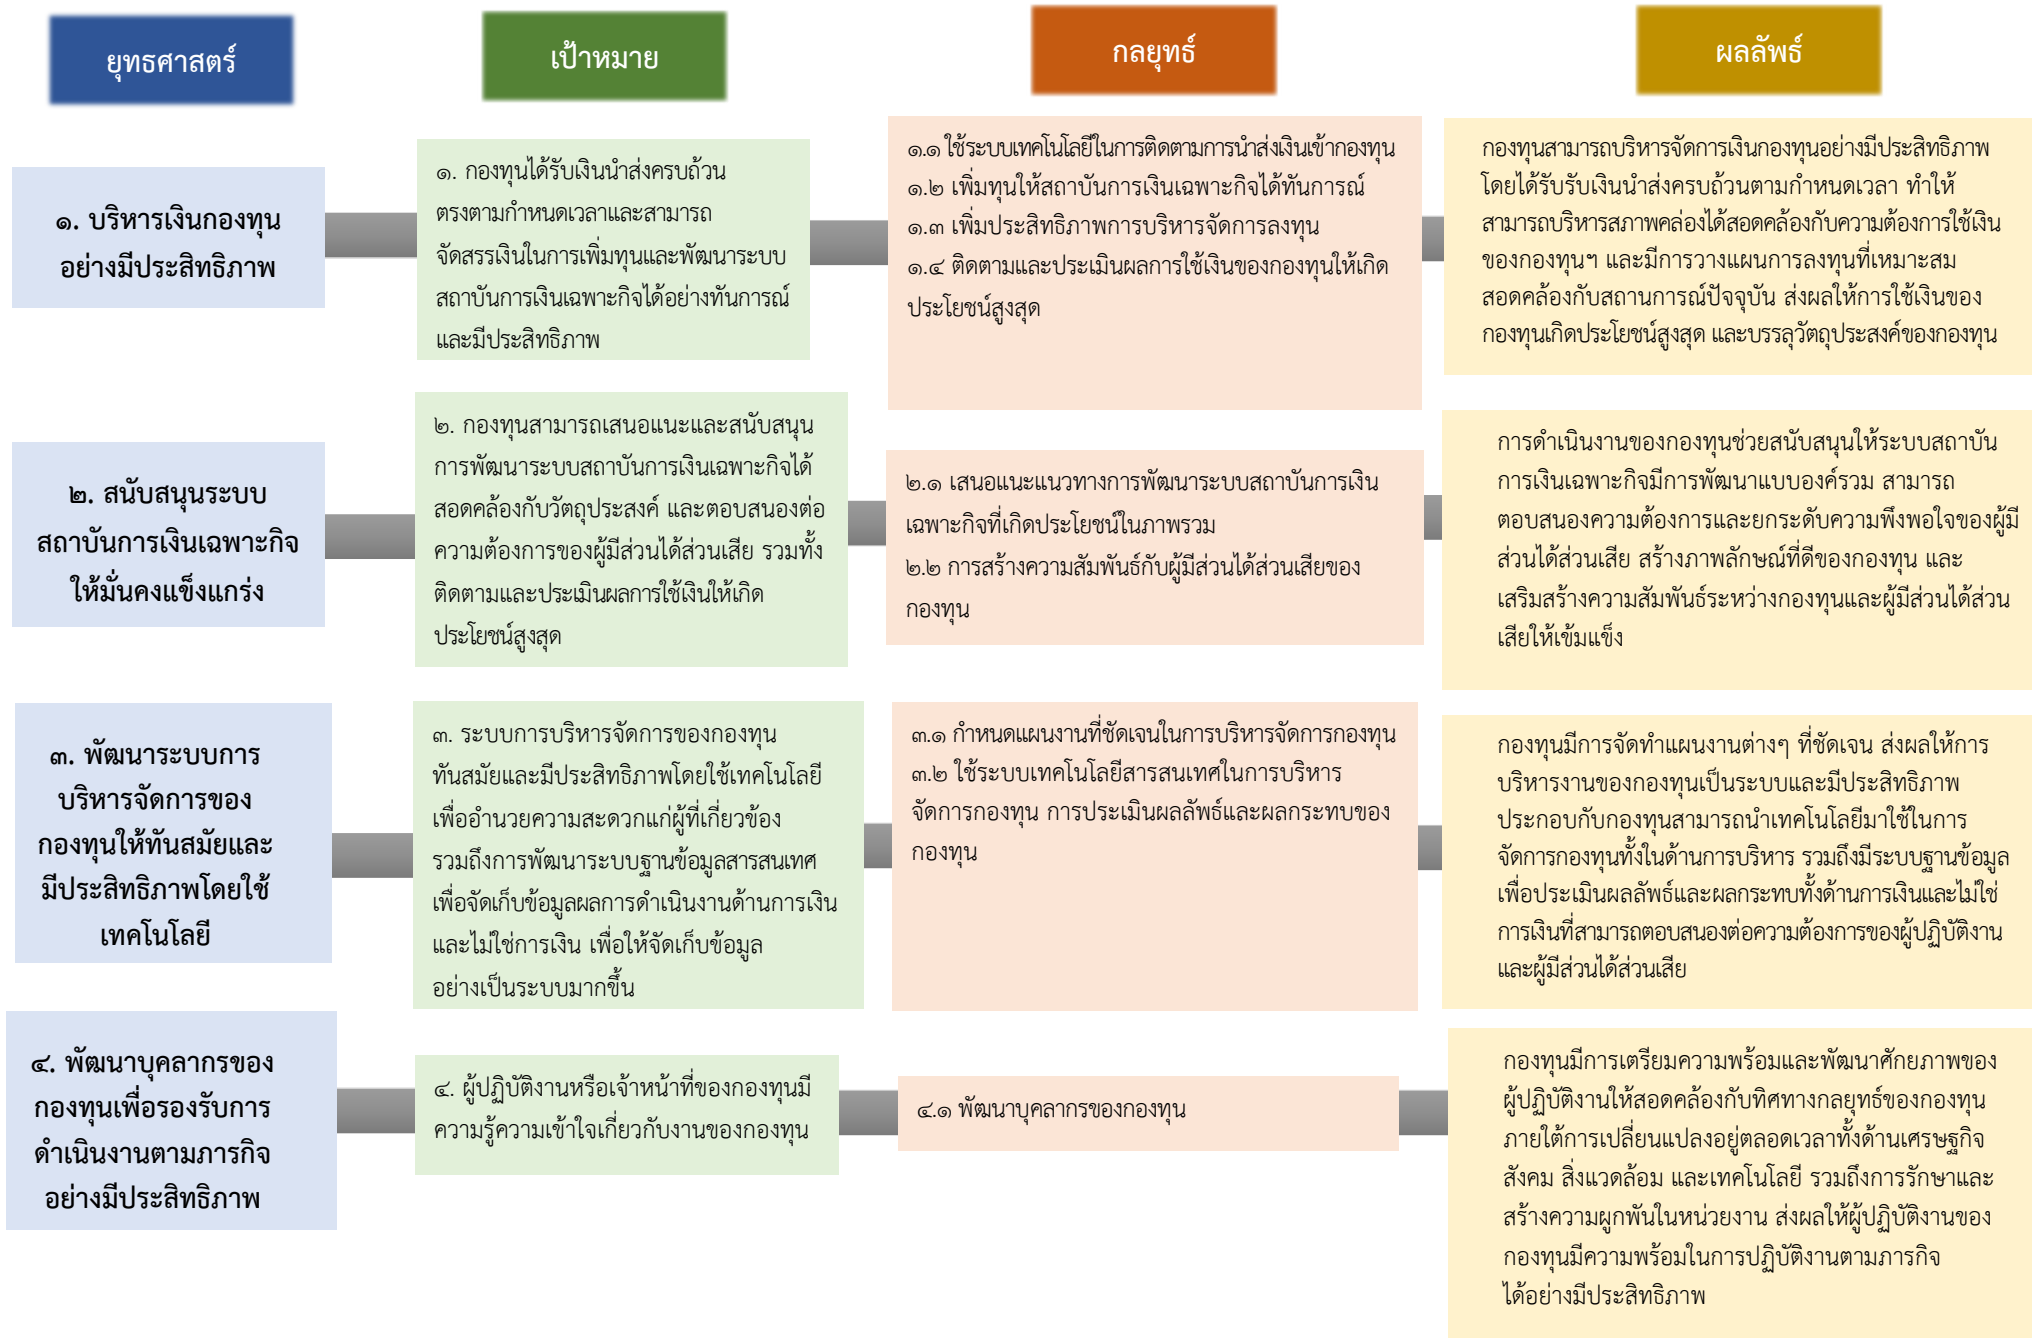 ยุทธศาสตร์
เป้าหมาย
กลยุทธ์
ผลลัพธ์
๑. บริหารเงินกองทุน
อย่างมีประสิทธิภาพ
๑. กองทุนได้รับเงินนำส่งครบถ้วน
ตรงตามกำหนดเวลาและสามารถ
จัดสรรเงินในการเพิ่มทุนและพัฒนาระบบ
สถาบันการเงินเฉพาะกิจได้อย่างทันการณ์
และมีประสิทธิภาพ
๑.๑ ใช้ระบบเทคโนโลยีในการติดตามการนำส่งเงินเข้ากองทุน
๑.๒ เพิ่มทุนให้สถาบันการเงินเฉพาะกิจได้ทันการณ์
๑.๓ เพิ่มประสิทธิภาพการบริหารจัดการลงทุน
๑.๔ ติดตามและประเมินผลการใช้เงินของกองทุนให้เกิด
ประโยชน์สูงสุด
กองทุนสามารถบริหารจัดการเงินกองทุนอย่างมีประสิทธิภาพ
โดยได้รับรับเงินนำส่งครบถ้วนตามกำหนดเวลา ทำให้
สามารถบริหารสภาพคล่องได้สอดคล้องกับความต้องการใช้เงิน
ของกองทุนฯ และมีการวางแผนการลงทุนที่เหมาะสม
สอดคล้องกับสถานการณ์ปัจจุบัน ส่งผลให้การใช้เงินของ
กองทุนเกิดประโยชน์สูงสุด และบรรลุวัตถุประสงค์ของกองทุน
๒. สนับสนุนระบบ
สถาบันการเงินเฉพาะกิจ
ให้มั่นคงแข็งแกร่ง
๒. กองทุนสามารถเสนอแนะและสนับสนุน
การพัฒนาระบบสถาบันการเงินเฉพาะกิจได้
สอดคล้องกับวัตถุประสงค์ และตอบสนองต่อ
ความต้องการของผู้มีส่วนได้ส่วนเสีย รวมทั้ง
ติดตามและประเมินผลการใช้เงินให้เกิด
ประโยชน์สูงสุด
๒.๑ เสนอแนะแนวทางการพัฒนาระบบสถาบันการเงิน
เฉพาะกิจที่เกิดประโยชน์ในภาพรวม
๒.๒ การสร้างความสัมพันธ์กับผู้มีส่วนได้ส่วนเสียของ
กองทุน
การดำเนินงานของกองทุนช่วยสนับสนุนให้ระบบสถาบัน
การเงินเฉพาะกิจมีการพัฒนาแบบองค์รวม สามารถ
ตอบสนองความต้องการและยกระดับความพึงพอใจของผู้มี
ส่วนได้ส่วนเสีย สร้างภาพลักษณ์ที่ดีของกองทุน และ
เสริมสร้างความสัมพันธ์ระหว่างกองทุนและผู้มีส่วนได้ส่วน
เสียให้เข้มแข็ง
๓. พัฒนาระบบการ
บริหารจัดการของ
กองทุนให้ทันสมัยและ
มีประสิทธิภาพโดยใช้
เทคโนโลยี
๓. ระบบการบริหารจัดการของกองทุน
ทันสมัยและมีประสิทธิภาพโดยใช้เทคโนโลยี
เพื่ออำนวยความสะดวกแก่ผู้ที่เกี่ยวข้อง
รวมถึงการพัฒนาระบบฐานข้อมูลสารสนเทศ
เพื่อจัดเก็บข้อมูลผลการดำเนินงานด้านการเงิน
และไม่ใช่การเงิน เพื่อให้จัดเก็บข้อมูล
อย่างเป็นระบบมากขึ้น
๓.๑ กำหนดแผนงานที่ชัดเจนในการบริหารจัดการกองทุน
๓.๒ ใช้ระบบเทคโนโลยีสารสนเทศในการบริหาร
จัดการกองทุน การประเมินผลลัพธ์และผลกระทบของ
กองทุน
กองทุนมีการจัดทำแผนงานต่างๆ ที่ชัดเจน ส่งผลให้การ
บริหารงานของกองทุนเป็นระบบและมีประสิทธิภาพ
ประกอบกับกองทุนสามารถนำเทคโนโลยีมาใช้ในการ
จัดการกองทุนทั้งในด้านการบริหาร รวมถึงมีระบบฐานข้อมูล
เพื่อประเมินผลลัพธ์และผลกระทบทั้งด้านการเงินและไม่ใช่
การเงินที่สามารถตอบสนองต่อความต้องการของผู้ปฏิบัติงาน
และผู้มีส่วนได้ส่วนเสีย
๔. พัฒนาบุคลากรของ
กองทุนเพื่อรองรับการ
ดำเนินงานตามภารกิจ
อย่างมีประสิทธิภาพ
๔. ผู้ปฏิบัติงานหรือเจ้าหน้าที่ของกองทุนมี
ความรู้ความเข้าใจเกี่ยวกับงานของกองทุน
๔.๑ พัฒนาบุคลากรของกองทุน
กองทุนมีการเตรียมความพร้อมและพัฒนาศักยภาพของ
ผู้ปฏิบัติงานให้สอดคล้องกับทิศทางกลยุทธ์ของกองทุน
ภายใต้การเปลี่ยนแปลงอยู่ตลอดเวลาทั้งด้านเศรษฐกิจ
สังคม สิ่งแวดล้อม และเทคโนโลยี รวมถึงการรักษาและ
สร้างความผูกพันในหน่วยงาน ส่งผลให้ผู้ปฏิบัติงานของ
กองทุนมีความพร้อมในการปฏิบัติงานตามภารกิจ
ได้อย่างมีประสิทธิภาพ